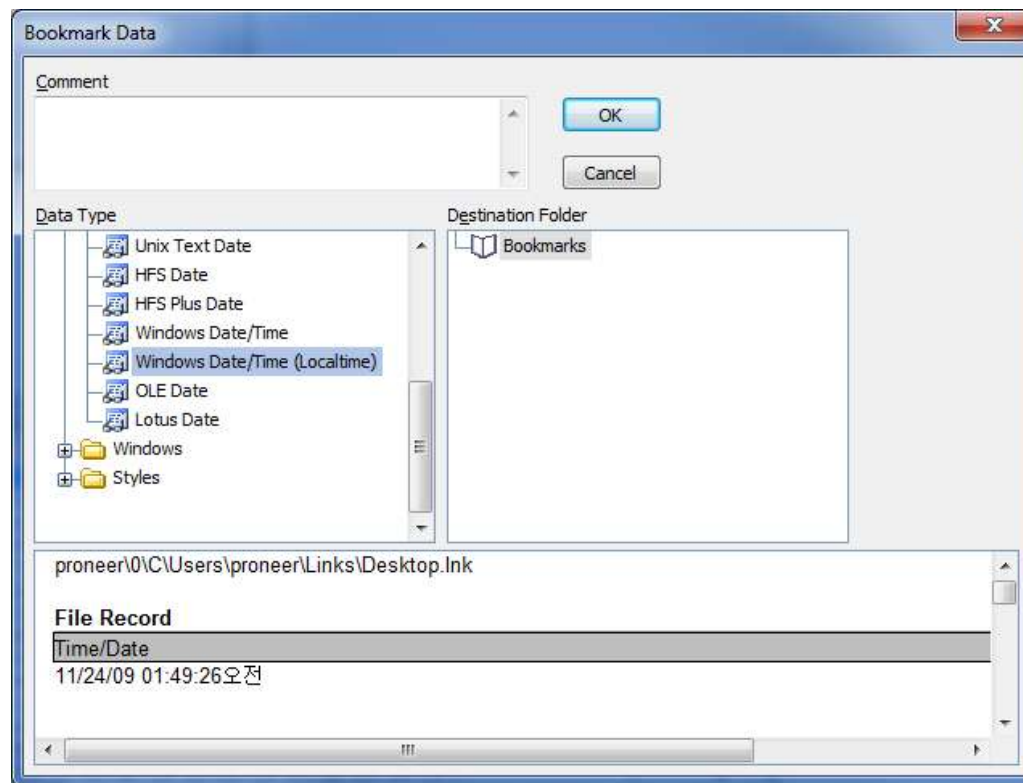 Bookmark Data
Comment
OK
Cancel
Data Type
Destination Folder
Unix Text Date
HFS Date
HFS Plus Date
Windows Date/Time
Windows Date/Time (Localtime)
OLE Date
Lotus Date
Windows
Styles
Bookmarks
proneer\0\C\Users\proneer\Links\Desktop.lnk
File Record
Time/Date
11/24/09 01:49:26오전